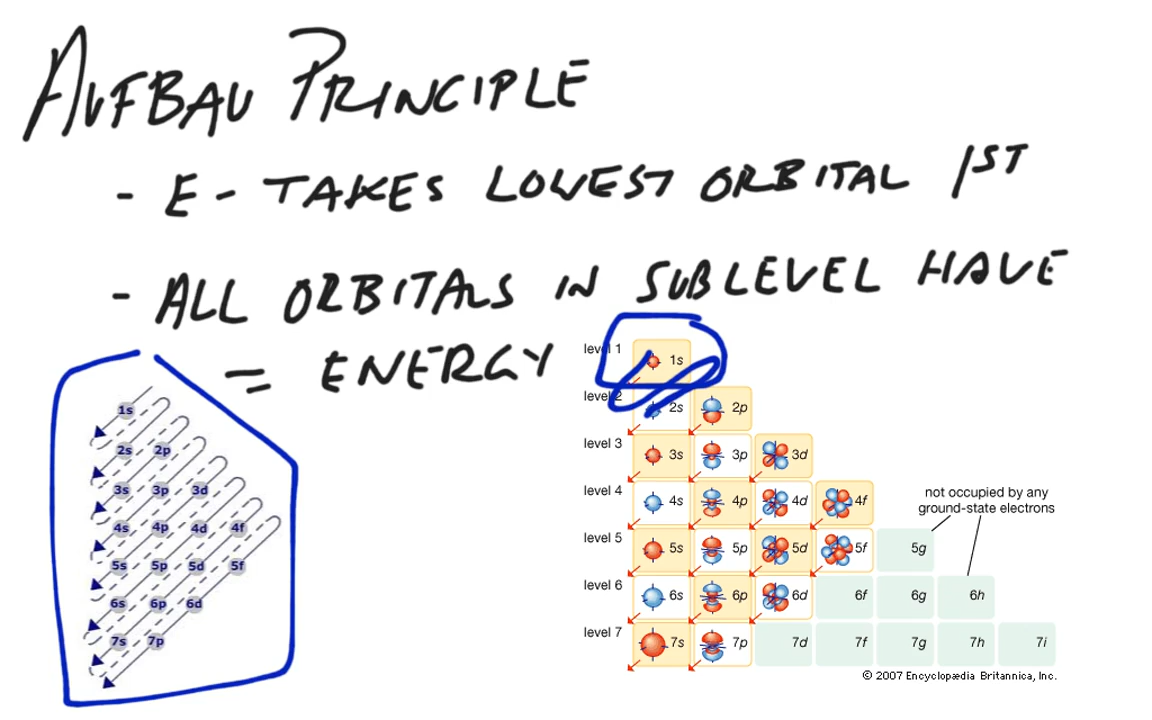 AUFBAU PRINCIPLE
- E- TAKES LOWEST ORBITAL 1ST
- ALL ORBITALS IN SUBLEVEL HAVE
= ENERGY
1s
2s 2p
3s 3p 3d
4s 4p 4d 4f
5s 5p 5d 5f
6s 6p 6d
7s 7p
level 1 1s
level 2 2s 2p
level 3 3s 3p 3d
level 4 4s 4p 4d 4f
not occupied by any
ground-state electrons
level 5 5s 5p 5d 5f 5g
level 6 6s 6p 6d 6f 6g 6h
level 7 7s 7p 7d 7f 7g 7h 7i
© 2007 Encyclopædia Britannica, Inc.